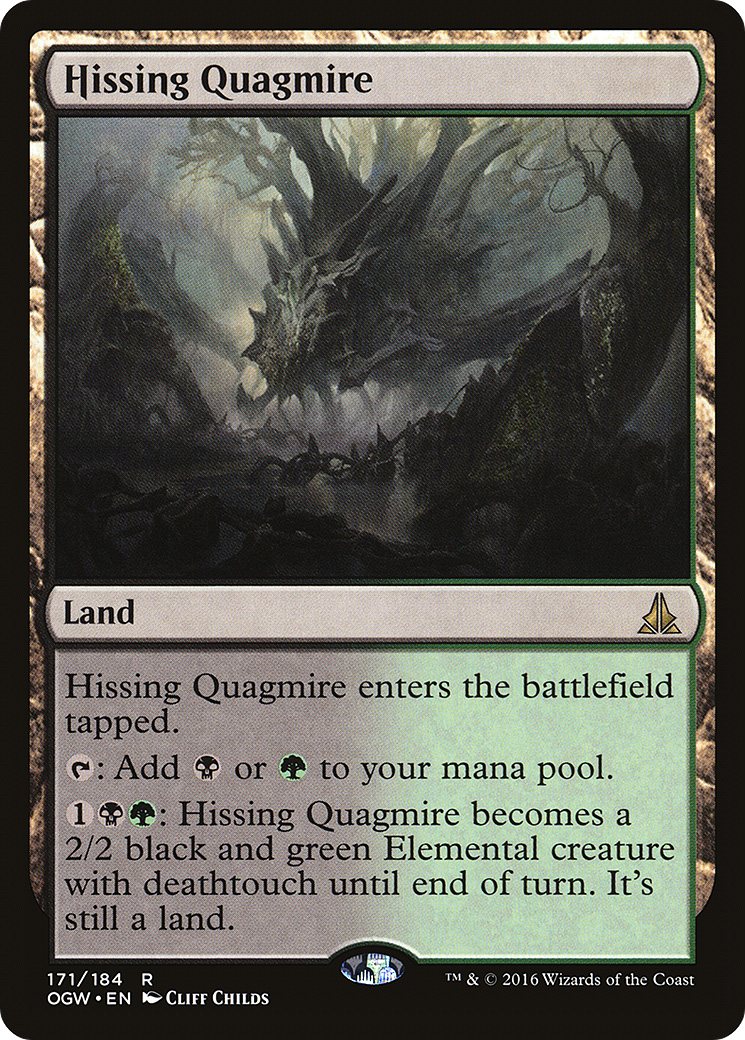 Hissing Quagmire
Land
Hissing Quagmire enters the battlefield
tapped.
: Add or to your mana pool.
1: Hissing Quagmire becomes a
2/2 black and green Elemental creature
with deathtouch until end of turn. It's
still a land.
171/184 R
OGW • EN Cliff Childs
™ & © 2016 Wizards of the Coast